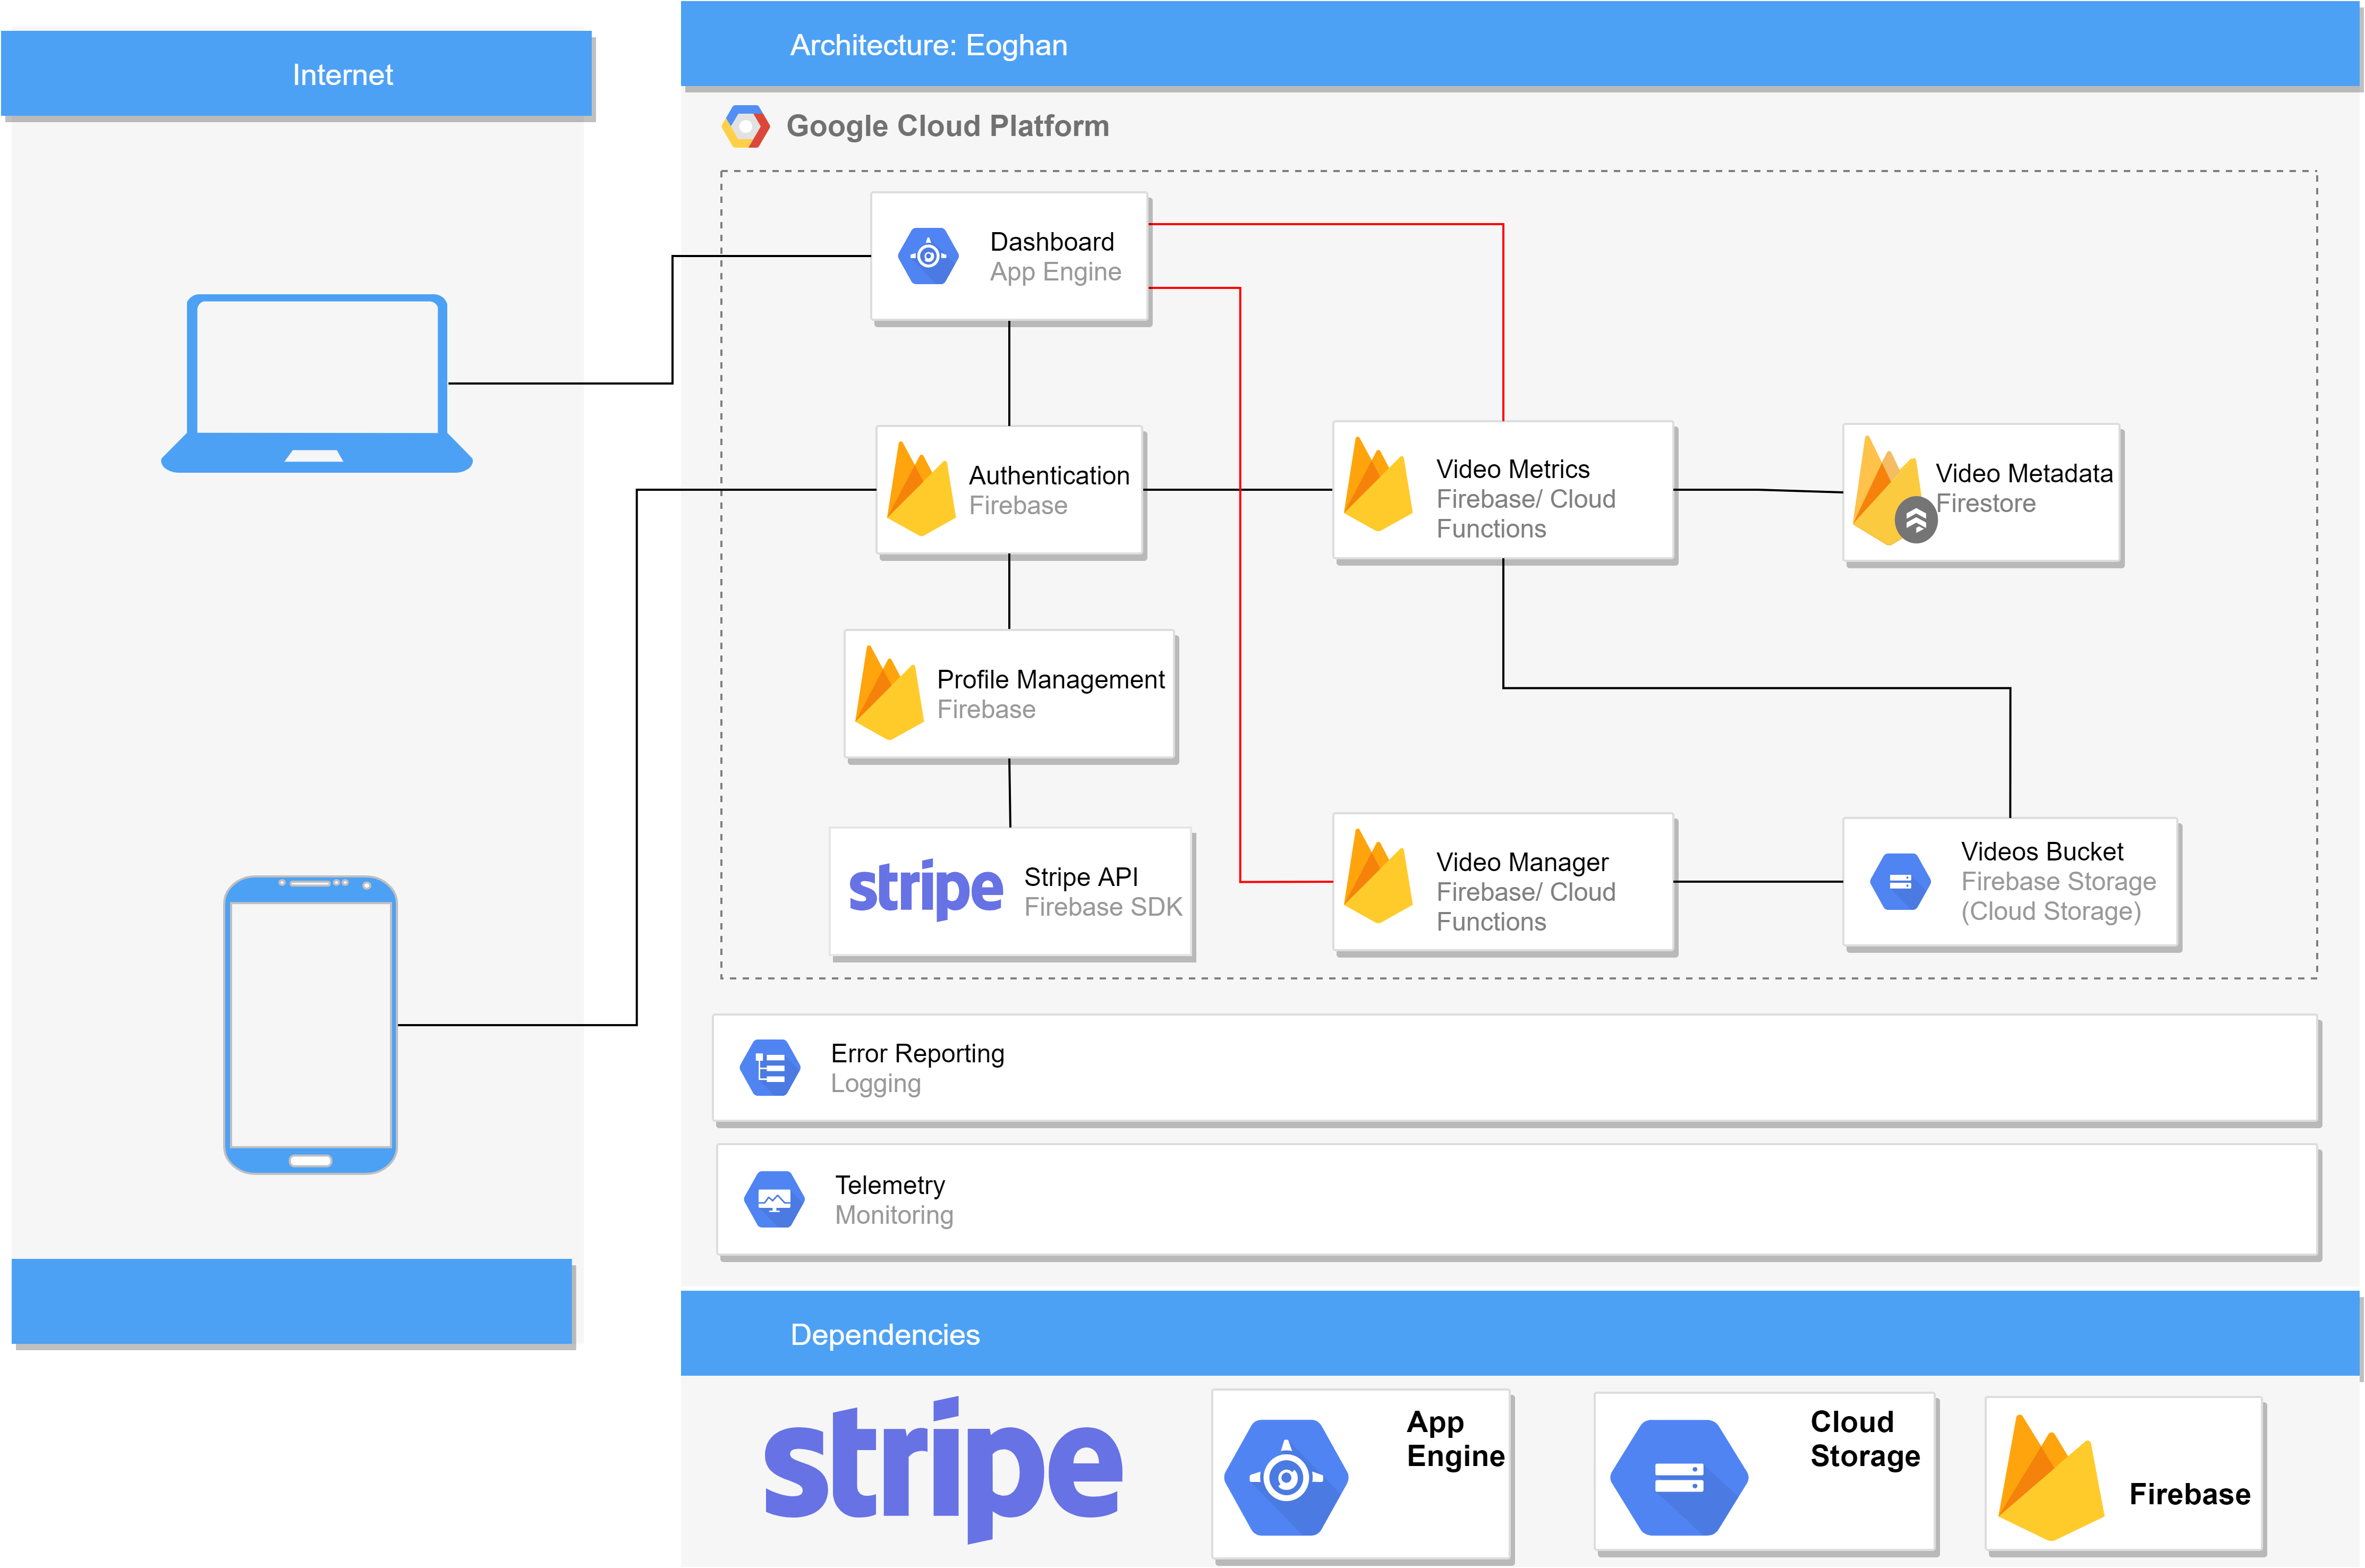 Internet
Architecture: Eoghan
Google Cloud Platform
Dashboard
App Engine
Authentication
Firebase
Video Metrics
Firebase/ Cloud
Functions
Video Metadata
Firestore
Profile Management
Firebase
stripe
Stripe API
Firebase SDK
Video Manager
Firebase/ Cloud
Functions
Videos Bucket
Firebase Storage
(Cloud Storage)
Error Reporting
Logging
Telemetry
Monitoring
Dependencies
stripe
App
Engine
Cloud
Storage
Firebase